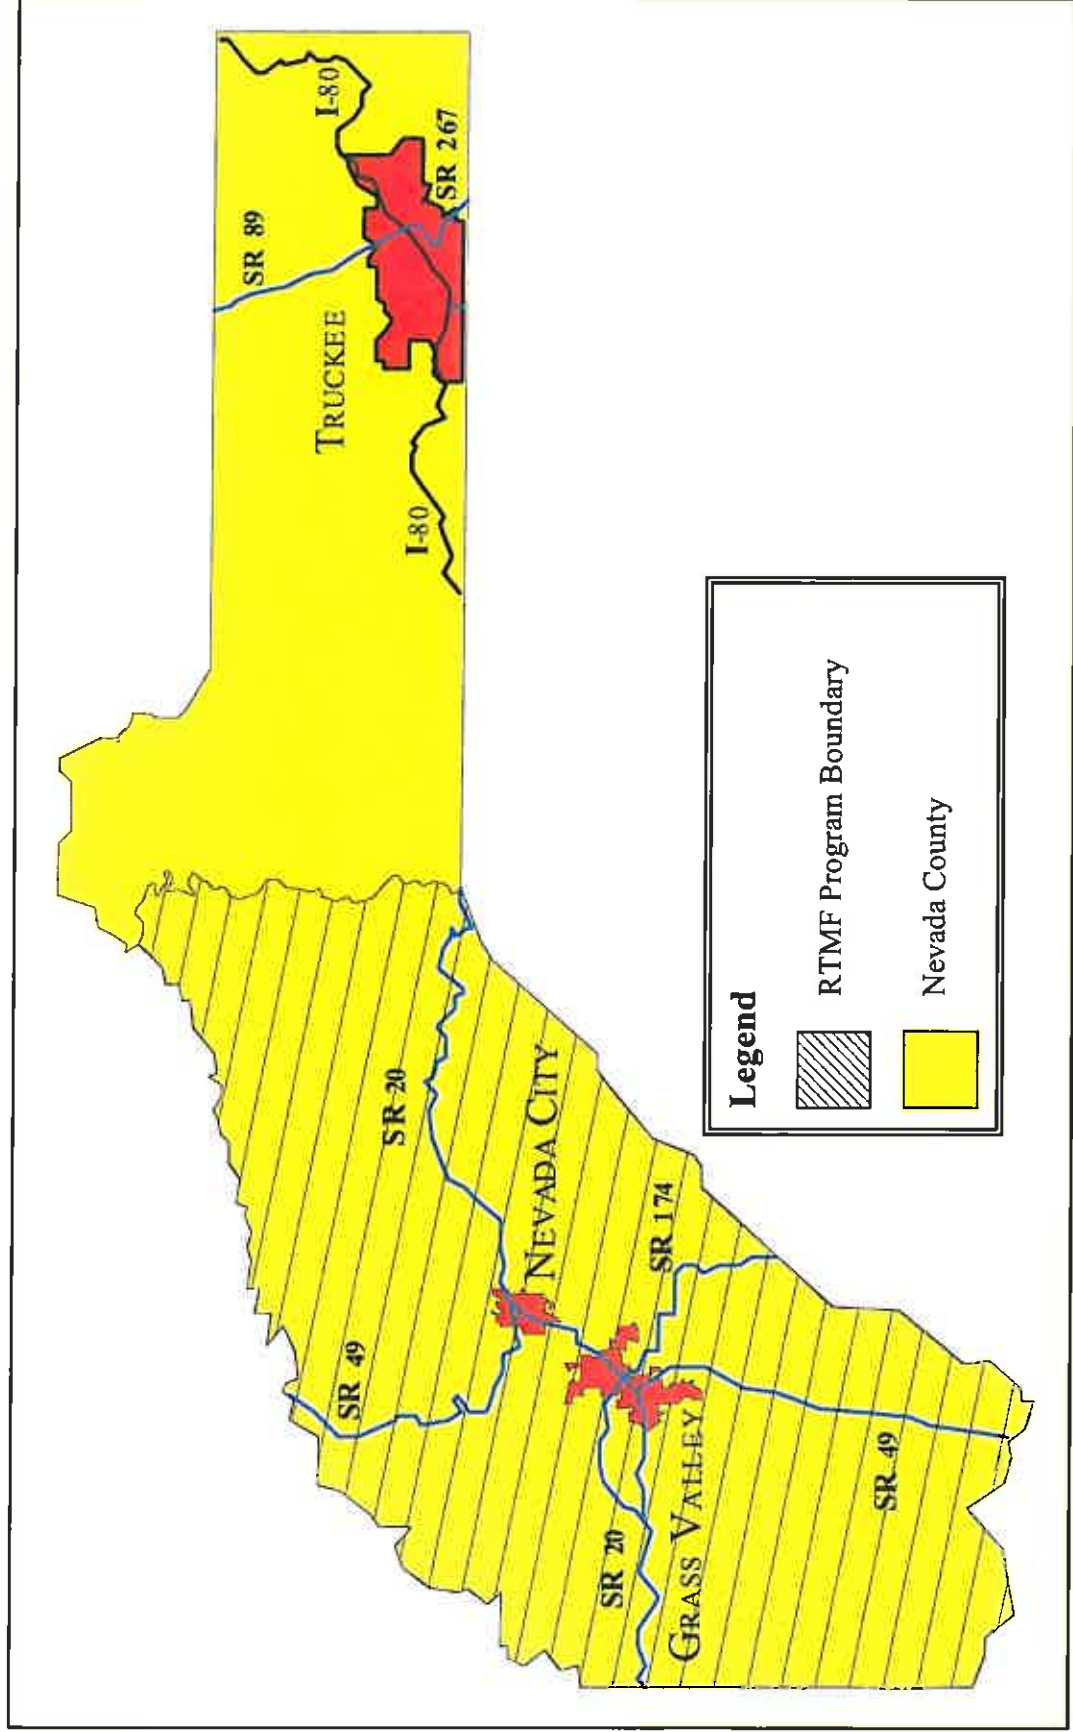 SR 49
SR 20
NEVADA CITY
SR 20
GRASS VALLEY
SR 49
SR 174
TRUCKEE
SR 89
I-80
I-80
SR 267
Legend
RTMF Program Boundary
Nevada County